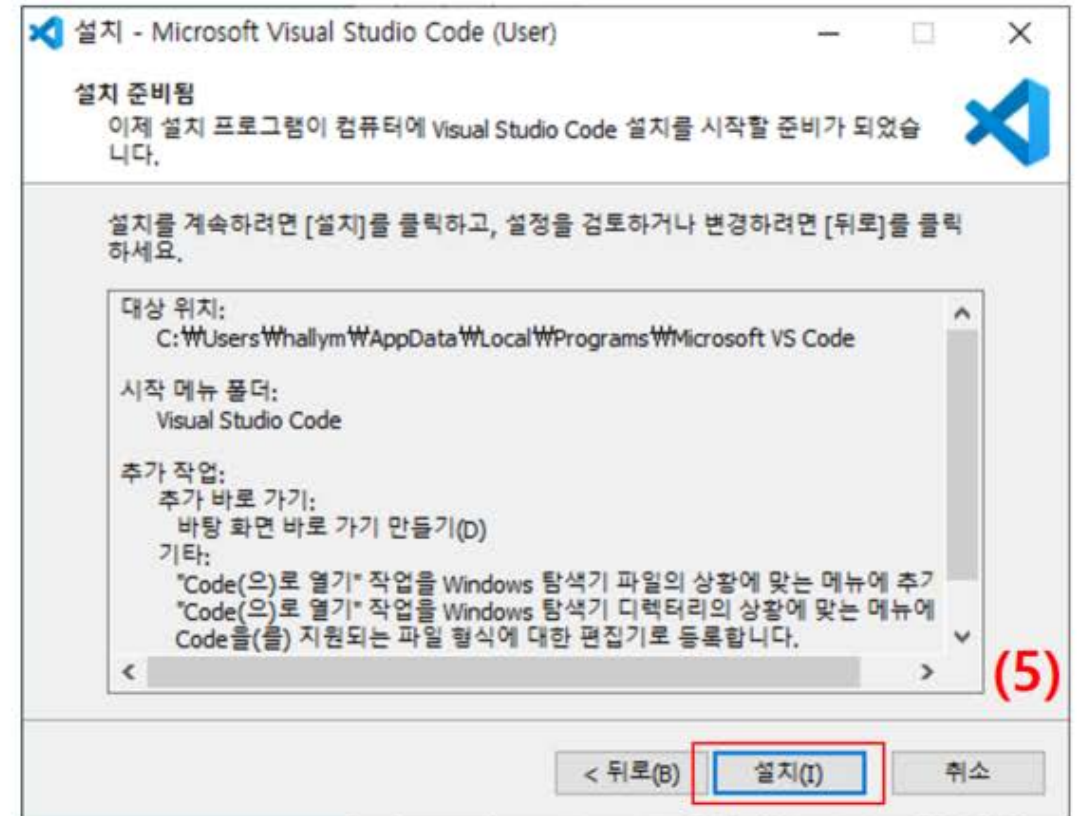 설치 - Microsoft Visual Studio Code (User)
설치 준비됨
이제 설치 프로그램이 컴퓨터에 Visual Studio Code 설치를 시작할 준비가 되었습
니다.
설치를 계속하려면 [설치]를 클릭하고, 설정을 검토하거나 변경하려면 [뒤로]를 클릭
하세요.
대상 위치:
C:₩Users₩hallym₩AppData₩Local₩Programs₩Microsoft VS Code
시작 메뉴 폴더:
Visual Studio Code
추가 작업:
추가 바로 가기:
바탕 화면 바로 가기 만들기(D)
기타:
"Code(으)로 열기" 작업을 Windows 탐색기 파일의 상황에 맞는 메뉴에 추가
"Code(으)로 열기" 작업을 Windows 탐색기 디렉터리의 상황에 맞는 메뉴에
Code을(를) 지원되는 파일 형식에 대한 편집기로 등록합니다.
(5)
< 뒤로(B)
설치(I)
취소